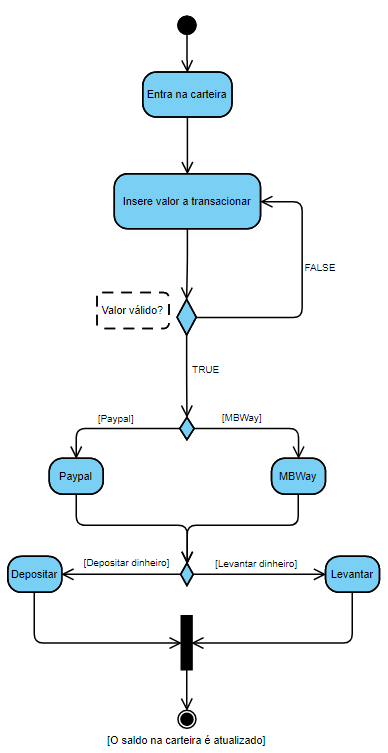 Entra na carteira
Insere valor a transacionar
FALSE
Valor válido?
TRUE
[Paypal]
[MBWay]
Paypal
MBWay
[Depositar dinheiro]
[Levantar dinheiro]
Depositar
Levantar
[O saldo na carteira é atualizado]